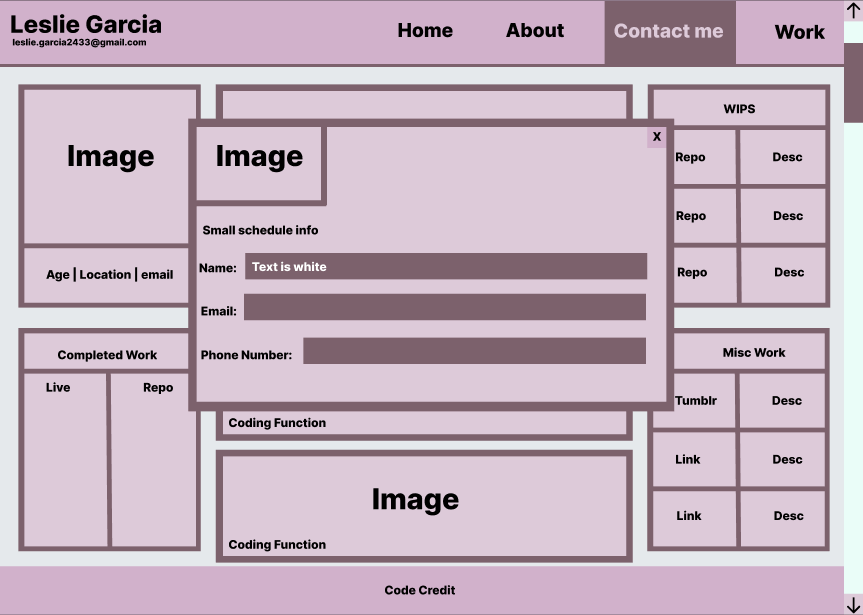 Leslie Garcia
leslie.garcia2433@gmail.com
Home
About
Contact me
Work
Image
Age | Location | email
Completed Work
Live
Repo
Image
X
Small schedule info
Name:
Text is white
Email:
Phone Number:
Coding Function
Image
Coding Function
WIPS
Repo
Desc
Repo
Desc
Repo
Desc
Misc Work
Tumblr
Desc
Link
Desc
Link
Desc
Code Credit